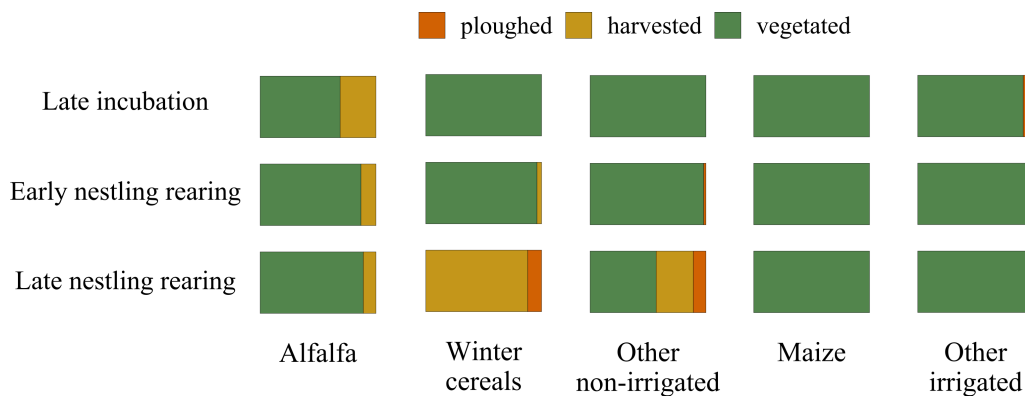 ploughed harvested vegetated
Late incubation
Early nestling rearing
Late nestling rearing
Alfalfa
Winter
cereals
Other
non-irrigated
Maize
Other
irrigated